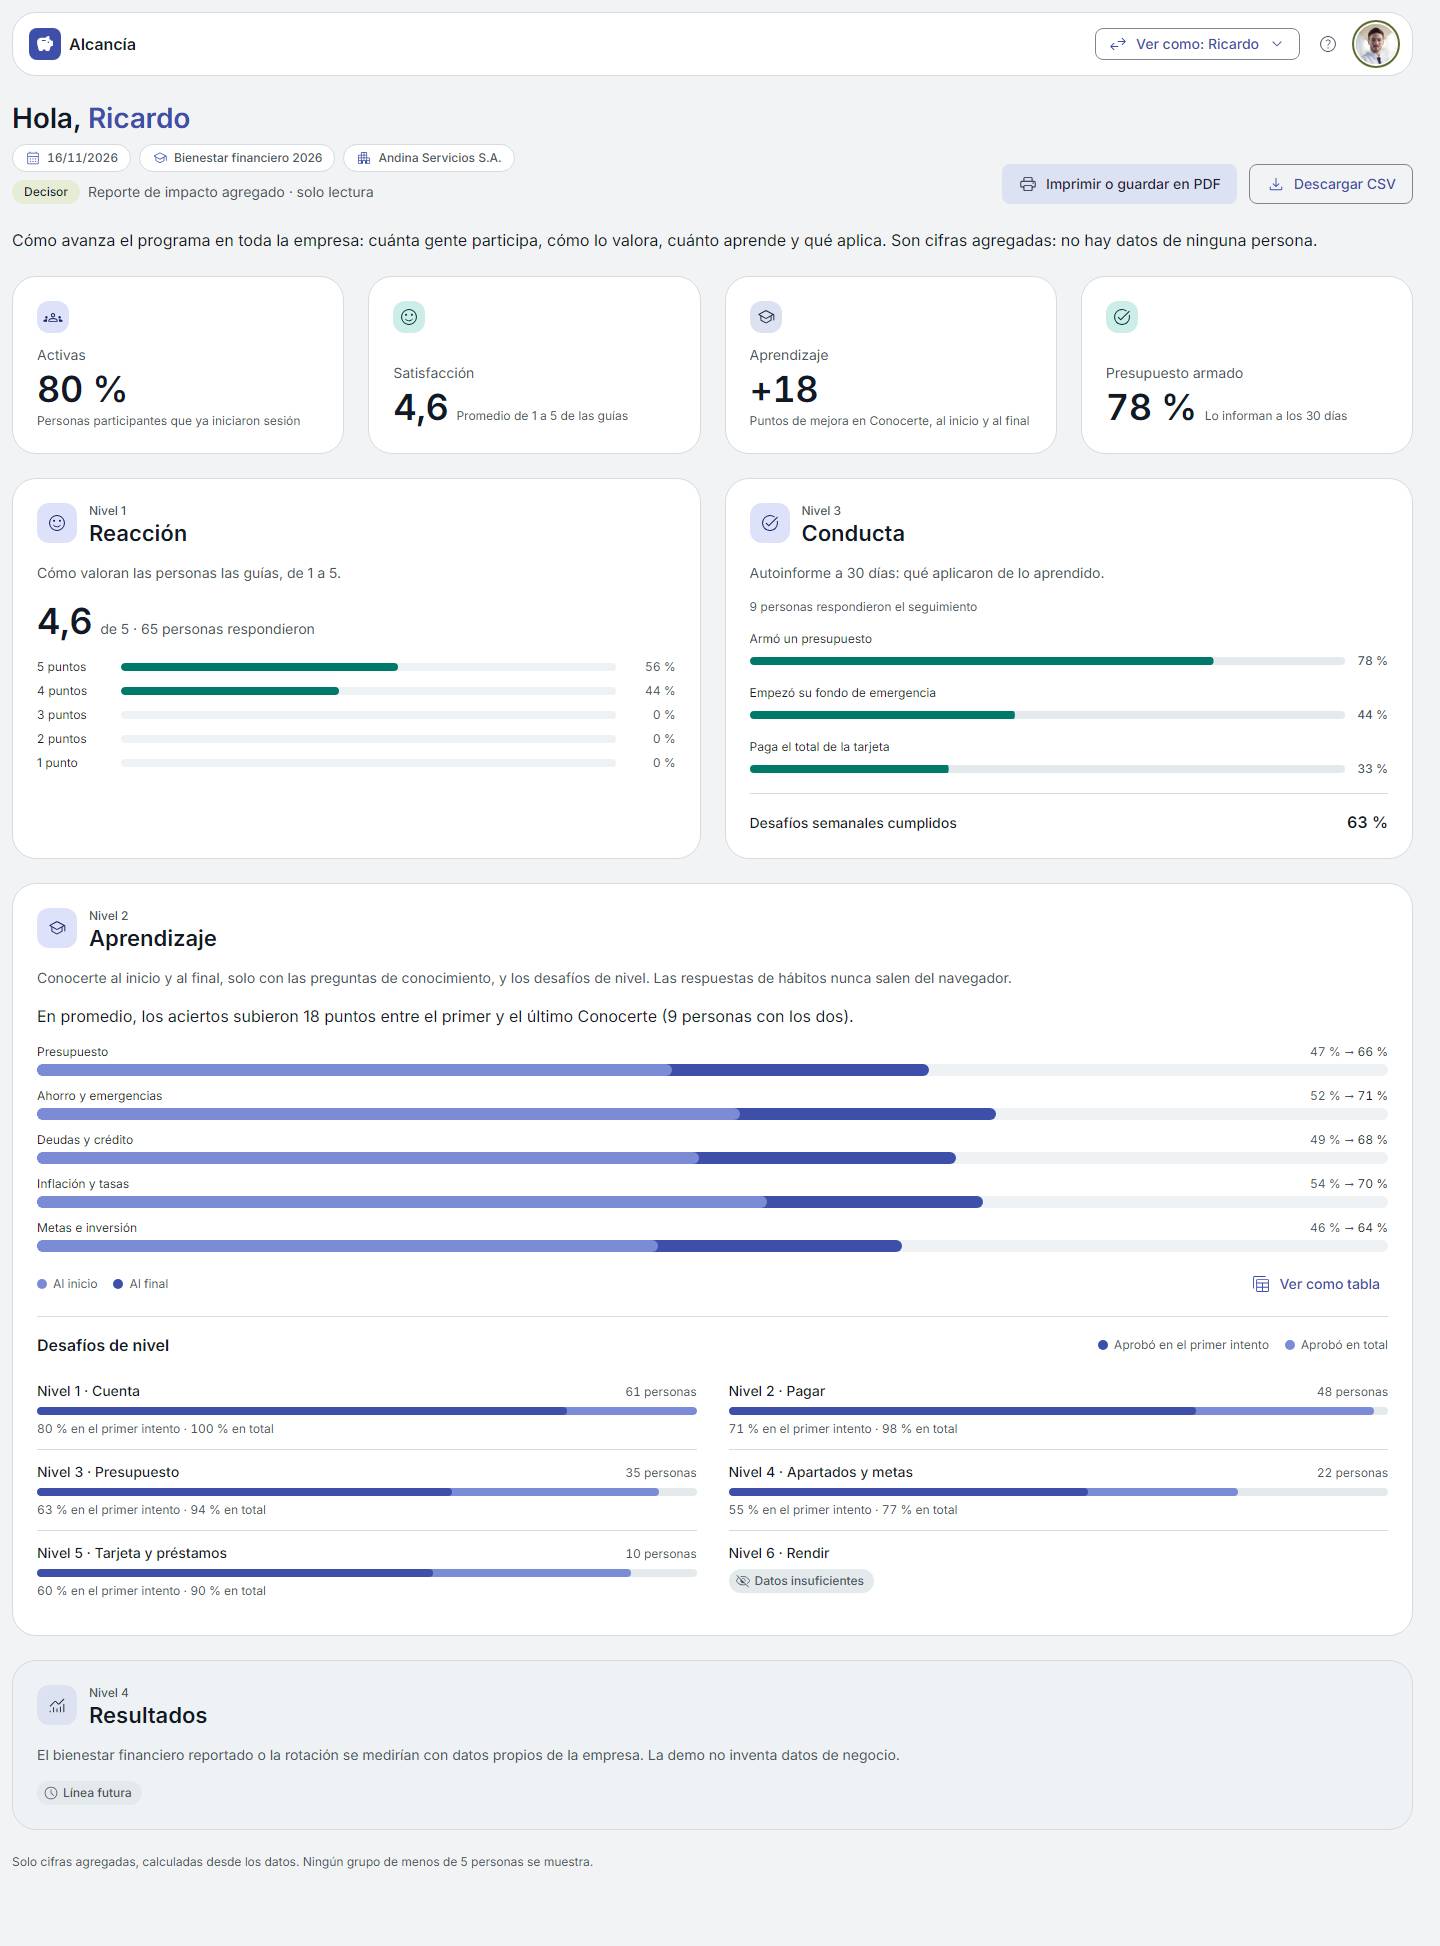 Alcancía
Ver como: Ricardo
Hola, Ricardo
16/11/2026
Bienestar financiero 2026
Andina Servicios S.A.
Decisor
Reporte de impacto agregado · solo lectura
Imprimir o guardar en PDF
Descargar CSV
Cómo avanza el programa en toda la empresa: cuánta gente participa, cómo lo valora, cuánto aprende y qué aplica. Son cifras agregadas: no hay datos de ninguna persona.
Activas
80 %
Personas participantes que ya iniciaron sesión
Satisfacción
4,6 Promedio de 1 a 5 de las guías
Aprendizaje
+18
Puntos de mejora en Conocerte, al inicio y al final
Presupuesto armado
78 % Lo informan a los 30 días
Nivel 1
Reacción
Cómo valoran las personas las guías, de 1 a 5.
4,6 de 5 · 65 personas respondieron
5 puntos 56 %
4 puntos 44 %
3 puntos 0 %
2 puntos 0 %
1 punto 0 %
Nivel 3
Conducta
Autoinforme a 30 días: qué aplicaron de lo aprendido.
9 personas respondieron el seguimiento
Armó un presupuesto
78 %
Empezó su fondo de emergencia
44 %
Paga el total de la tarjeta
33 %
Desafíos semanales cumplidos 63 %
Nivel 2
Aprendizaje
Conocerte al inicio y al final, solo con las preguntas de conocimiento, y los desafíos de nivel. Las respuestas de hábitos nunca salen del navegador.
En promedio, los aciertos subieron 18 puntos entre el primer y el último Conocerte (9 personas con los dos).
Presupuesto 47 % → 66 %
Ahorro y emergencias 52 % → 71 %
Deudas y crédito 49 % → 68 %
Inflación y tasas 54 % → 70 %
Metas e inversión 46 % → 64 %
Al inicio Al final
Ver como tabla
Desafíos de nivel
Aprobó en el primer intento Aprobó en total
Nivel 1 · Cuenta 61 personas
80 % en el primer intento · 100 % en total
Nivel 2 · Pagar 48 personas
71 % en el primer intento · 98 % en total
Nivel 3 · Presupuesto 35 personas
63 % en el primer intento · 94 % en total
Nivel 4 · Apartados y metas 22 personas
55 % en el primer intento · 77 % en total
Nivel 5 · Tarjeta y préstamos 10 personas
60 % en el primer intento · 90 % en total
Nivel 6 · Rendir
Datos insuficientes
Nivel 4
Resultados
El bienestar financiero reportado o la rotación se medirían con datos propios de la empresa. La demo no inventa datos de negocio.
Línea futura
Solo cifras agregadas, calculadas desde los datos. Ningún grupo de menos de 5 personas se muestra.